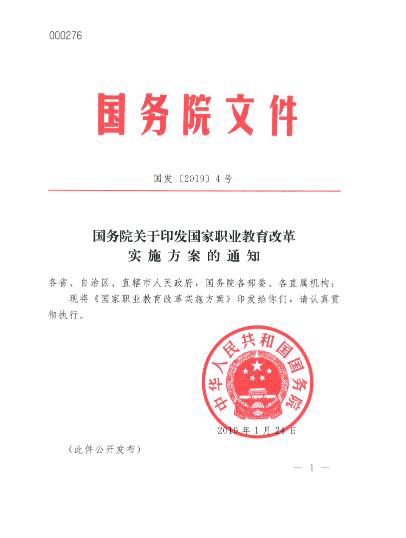 000276
国务院文件
国发〔2019〕4号
国务院关于印发国家职业教育改革
实施方案的通知
各省、自治区、直辖市人民政府，国务院各部委、各直属机构：
现将《国家职业教育改革实施方案》印发给你们，请认真贯
彻执行。
中华人民共和国国务院
2019年1月24日
（此件公开发布）
— 1 —